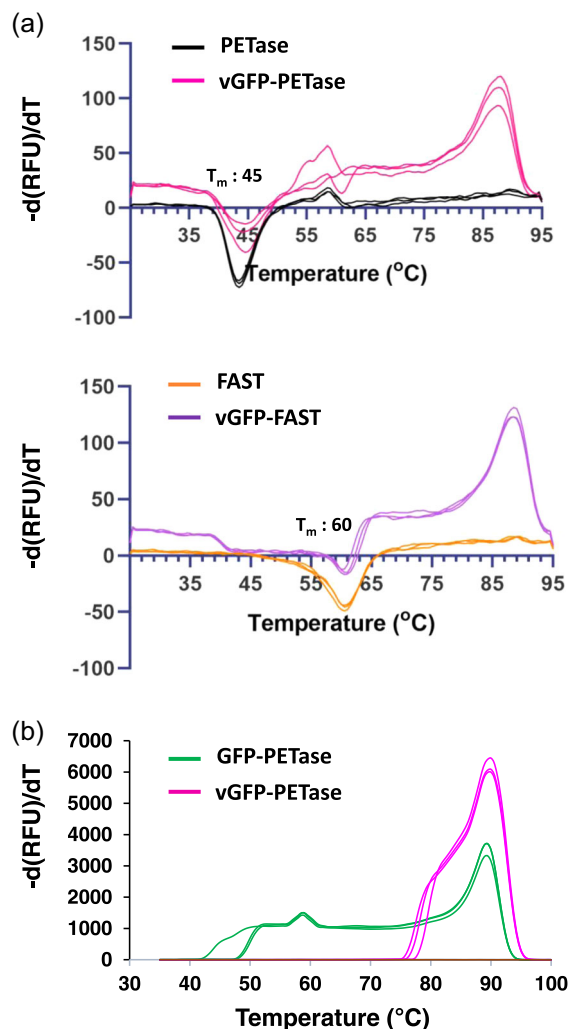 (a)
150
100
50
0
-50
-100
-d(RFU)/dT
PETase
vGFP-PETase
Tm : 45
35 45 55 65 75 85 95
Temperature (oC)
150
100
50
0
-50
-100
-d(RFU)/dT
FAST
vGFP-FAST
Tm : 60
35 45 55 64 75 85 95
Temperature (oC)
(b)
7000
6000
5000
4000
3000
2000
1000
0
-d(RFU)/dT
GFP-PETase
vGFP-PETase
30 40 50 60 70 80 90 100
Temperature (°C)